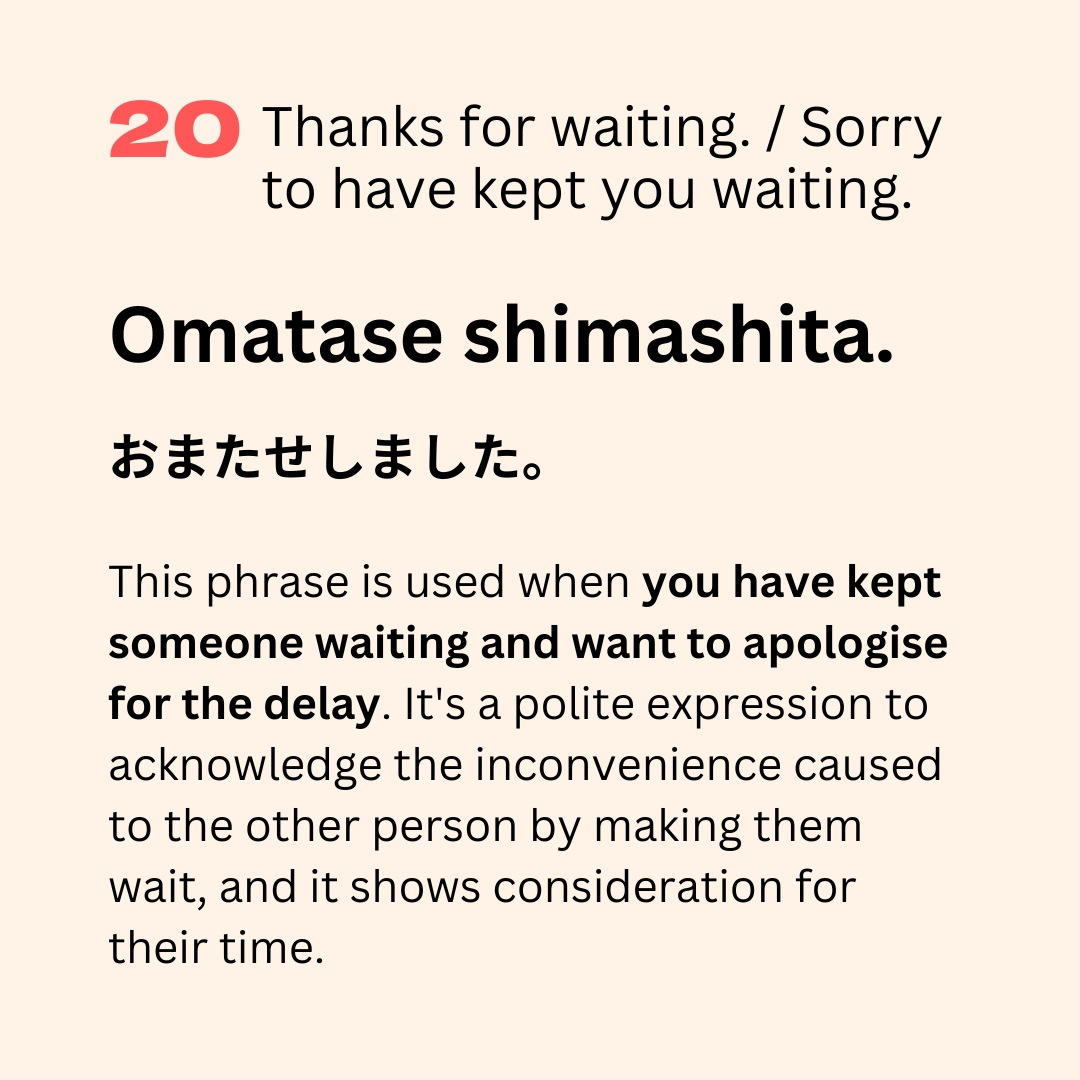 20 Thanks for waiting. / Sorry
to have kept you waiting.
Omatase shimashita.
おまたせしました。
This phrase is used when you have kept
someone waiting and want to apologise
for the delay. It's a polite expression to
acknowledge the inconvenience caused
to the other person by making them
wait, and it shows consideration for
their time.